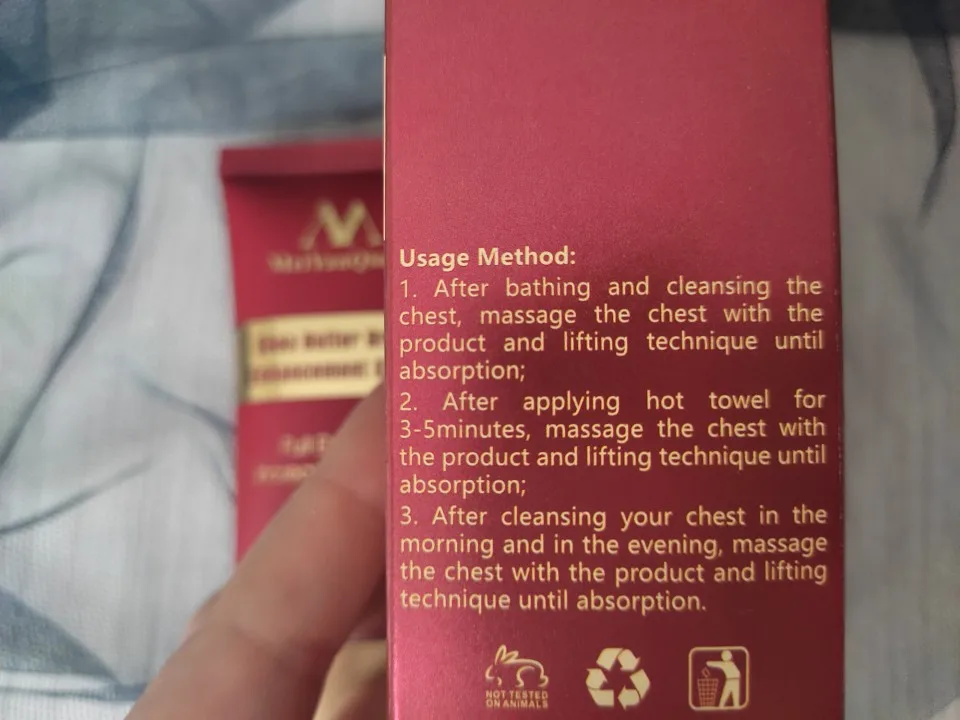 Usage Method:
1. After bathing and cleansing the
chest, massage the chest with the
product and lifting technique until
absorption;
2. After applying hot towel for
3-5minutes, massage the chest with
the product and lifting technique until
absorption;
3. After cleansing your chest in the
morning and in the evening, massage
the chest with the product and lifting
technique until absorption.
NOT TESTED
ON ANIMALS